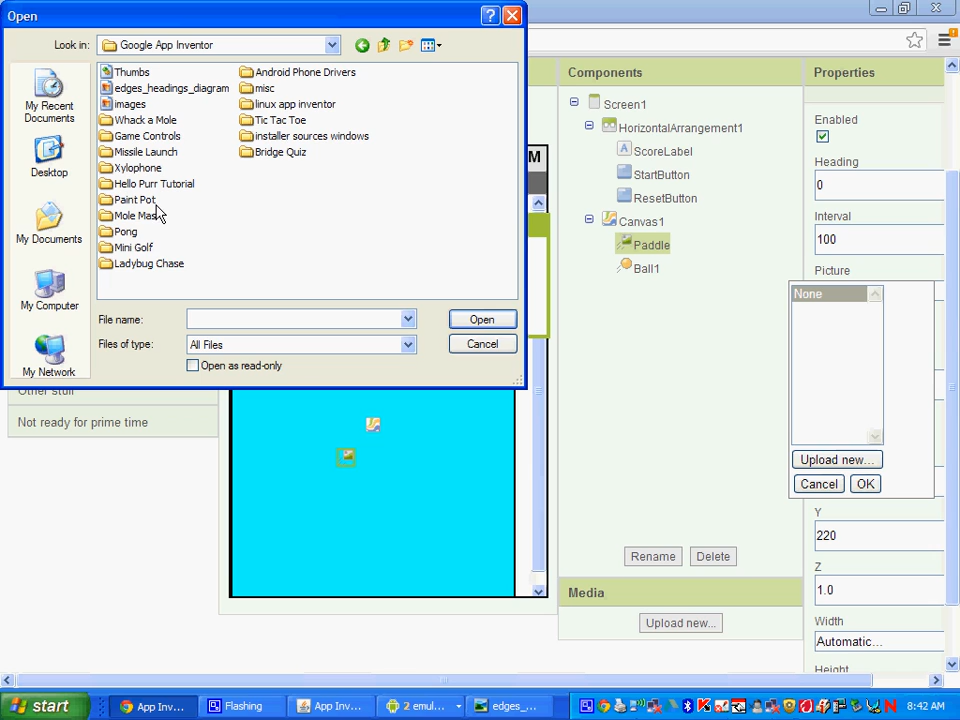 Open
Look in:
Google App Inventor
My Recent
Documents
Desktop
My Documents
My Computer
My Network
Thumbs
edges_headings_diagram
images
Whack a Mole
Game Controls
Missile Launch
Xylophone
Hello Purr Tutorial
Paint Pot
Mole Mas
Pong
Mini Golf
Ladybug Chase
Android Phone Drivers
misc
linux app inventor
Tic Tac Toe
installer sources windows
Bridge Quiz
File name:
Open
Files of type:
All Files
Cancel
Open as read-only
Other stuff
Not ready for prime time
M
Components
Screen1
HorizontalArrangement1
ScoreLabel
StartButton
ResetButton
Canvas1
Paddle
Ball1
Rename
Delete
Media
Upload new...
Properties
Enabled
Heading
0
Interval
100
Picture
None
Upload new...
Cancel
OK
Y
220
Z
1.0
Width
Automatic...
Height
start
App Inv...
Flashing
App Inv...
2 emul...
edges_...
8:42 AM